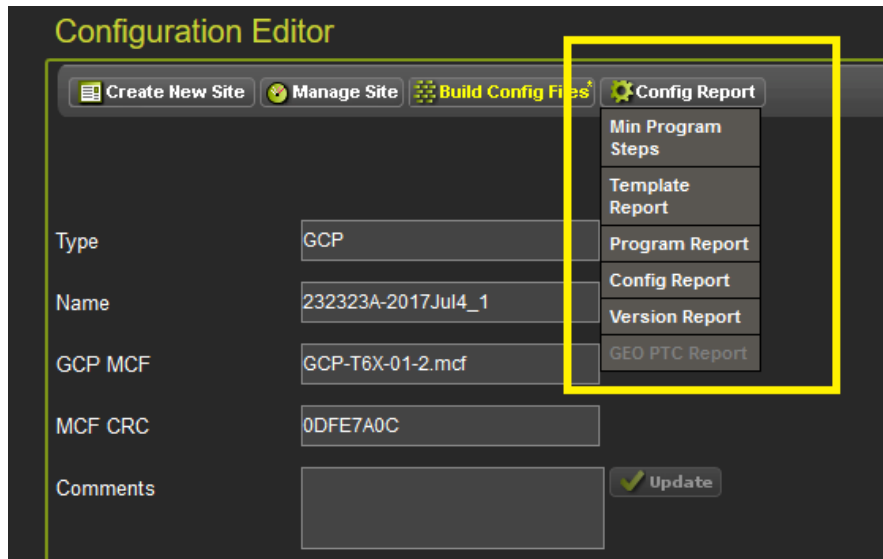 Configuration Editor
Create New Site Manage Site Build Config Files* Config Report
Min Program
Steps
Template
Report
Program Report
Config Report
Version Report
GEO PTC Report
Type GCP
Name 232323A-2017Jul4_1
GCP MCF GCP-T6X-01-2.mcf
MCF CRC 0DFE7A0C
Comments Update